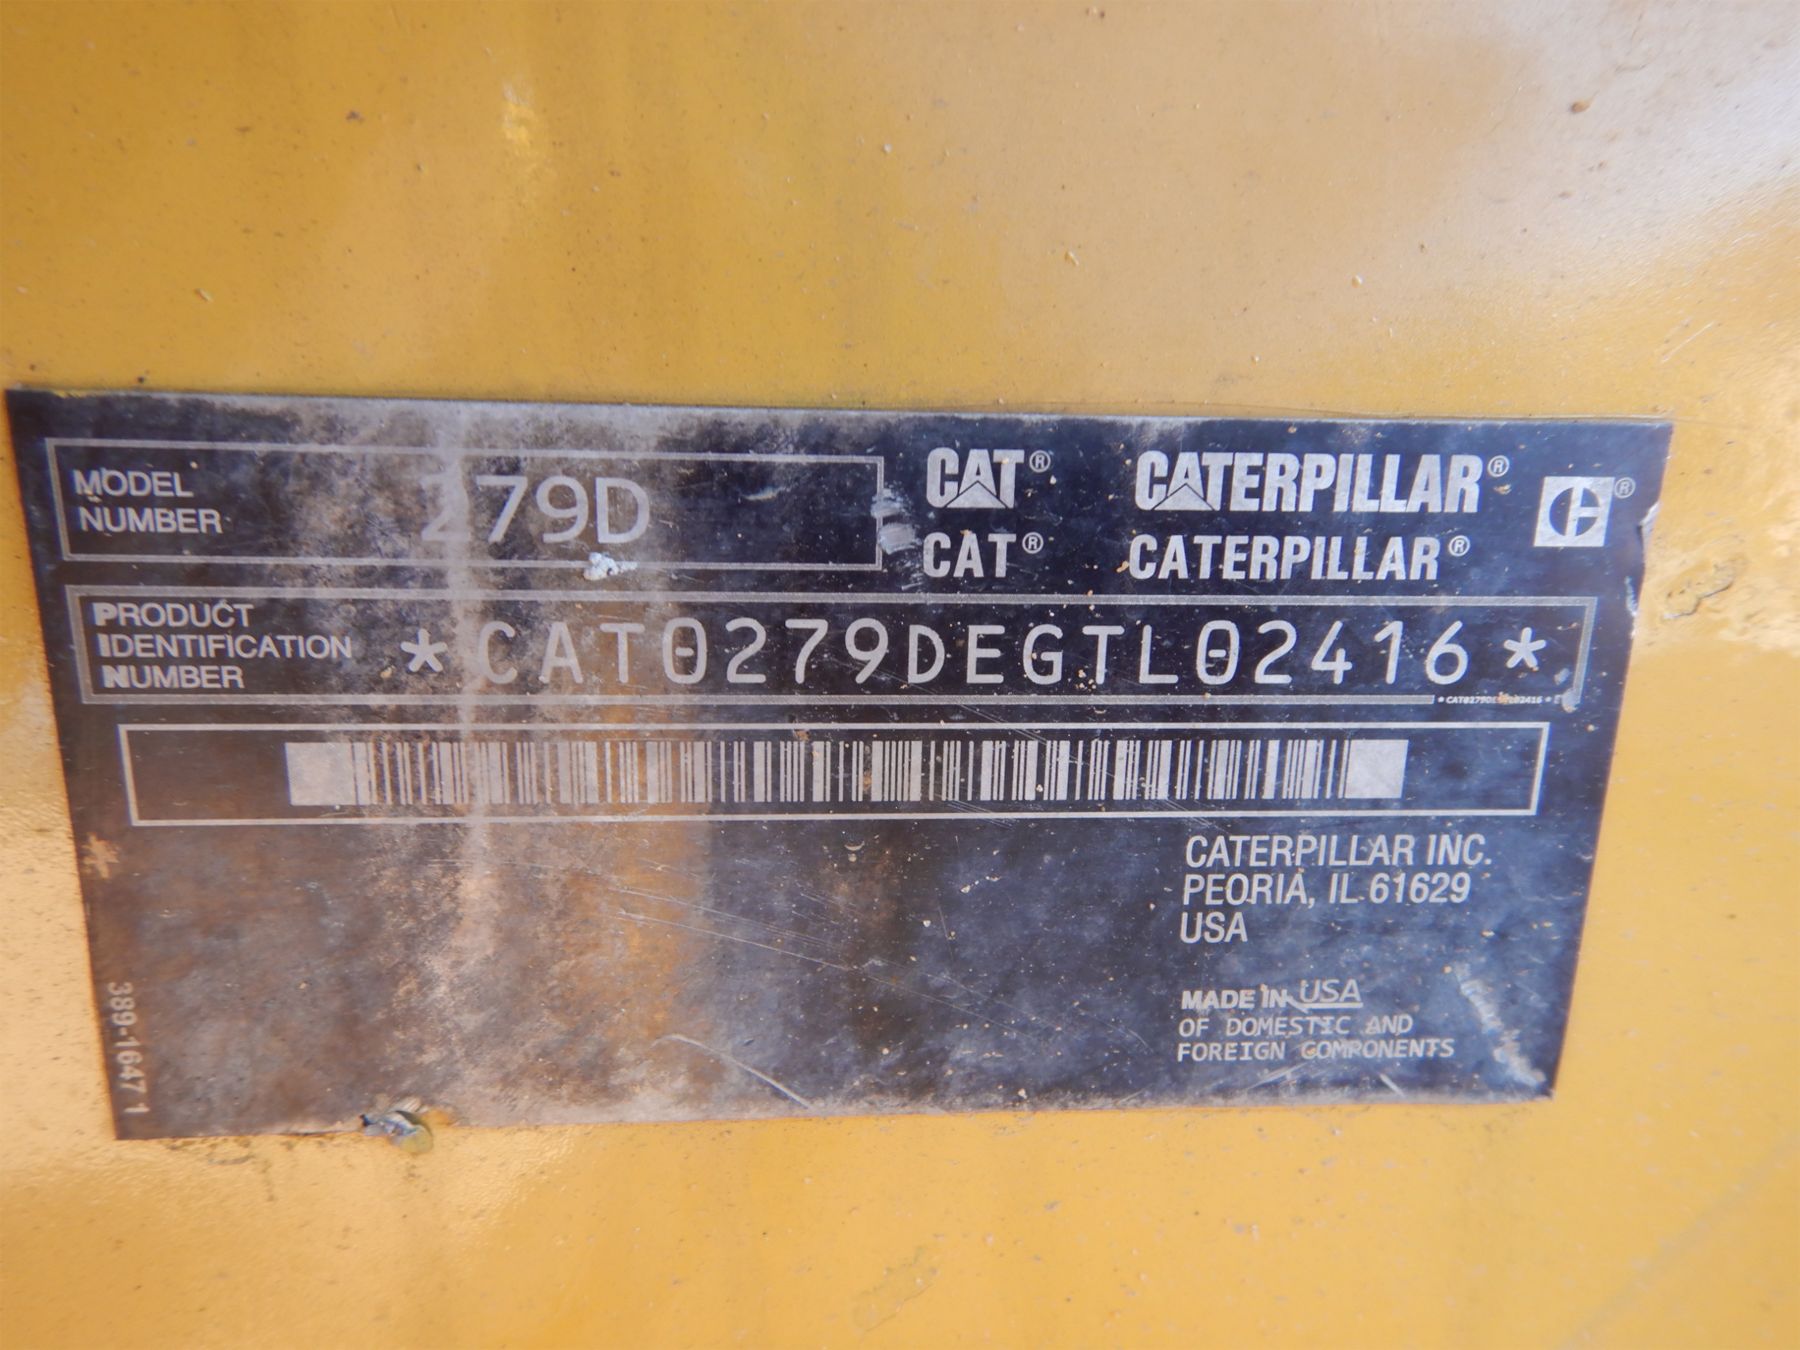 MODEL
NUMBER
279D
CAT® CATERPILLAR®
CAT® CATERPILLAR®
PRODUCT
IDENTIFICATION
NUMBER
*CAT0279DEGTL02416*
CATERPILLAR INC.
PEORIA, IL 61629
USA
MADE IN USA
OF DOMESTIC AND
FOREIGN COMPONENTS
389-1647 1